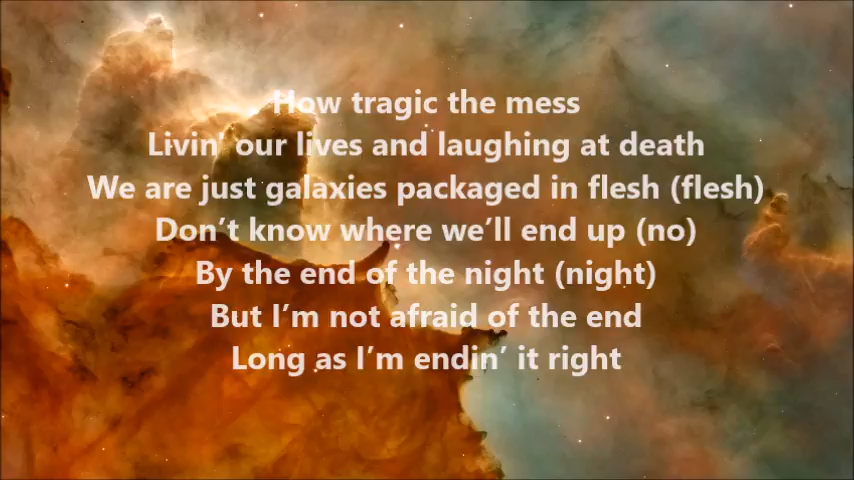 How tragic the mess
Livin' our lives and laughing at death
We are just galaxies packaged in flesh (flesh)
Don’t know where we’ll end up (no)
By the end of the night (night)
But I’m not afraid of the end
Long as I’m endin’ it right